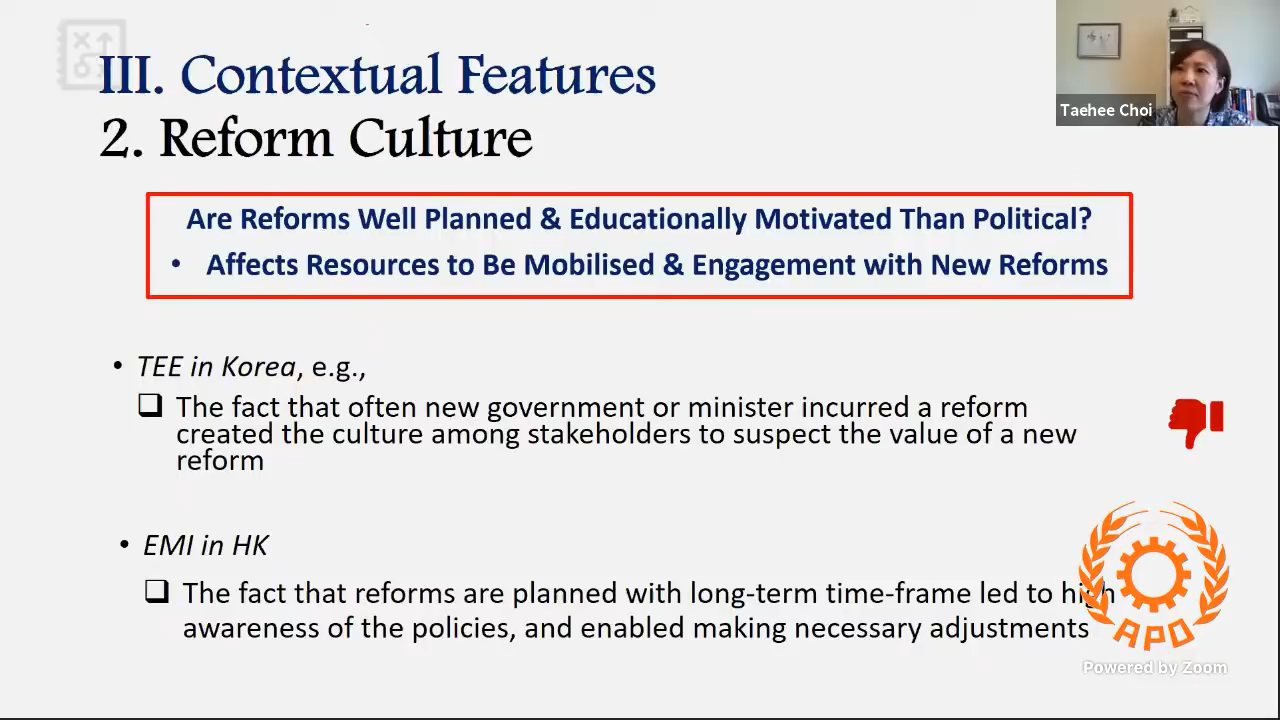 III. Contextual Features
2. Reform Culture
Taehee Choi
Are Reforms Well Planned & Educationally Motivated Than Political?
• Affects Resources to Be Mobilised & Engagement with New Reforms
• TEE in Korea, e.g.,
❑ The fact that often new government or minister incurred a reform
created the culture among stakeholders to suspect the value of a new
reform
• EMI in HK
❑ The fact that reforms are planned with long-term time-frame led to high
awareness of the policies, and enabled making necessary adjustments
APO
Powered by Zoom